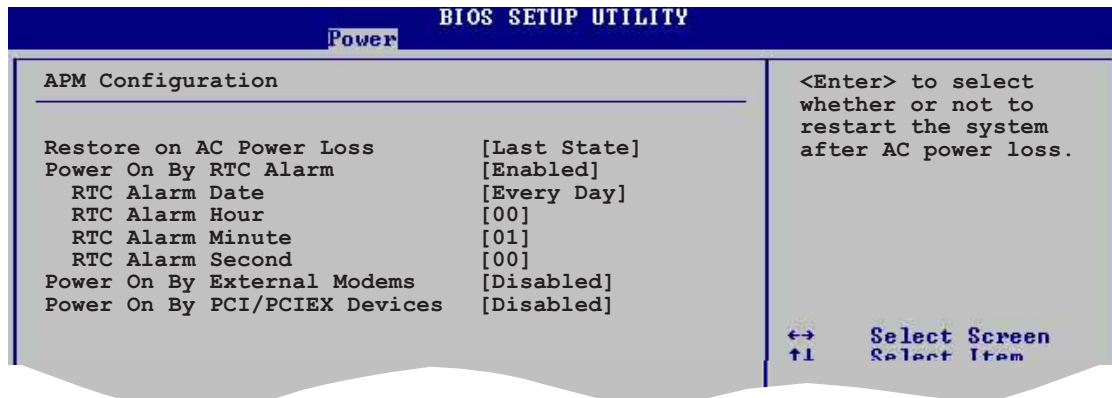 BIOS SETUP UTILITY
Power
APM Configuration
Restore on AC Power Loss [Last State]
Power On By RTC Alarm [Enabled]
RTC Alarm Date [Every Day]
RTC Alarm Hour [00]
RTC Alarm Minute [01]
RTC Alarm Second [00]
Power On By External Modems [Disabled]
Power On By PCI/PCIEX Devices [Disabled]
<Enter> to select
whether or not to
restart the system
after AC power loss.
←→ Select Screen
↑↓ Select Item